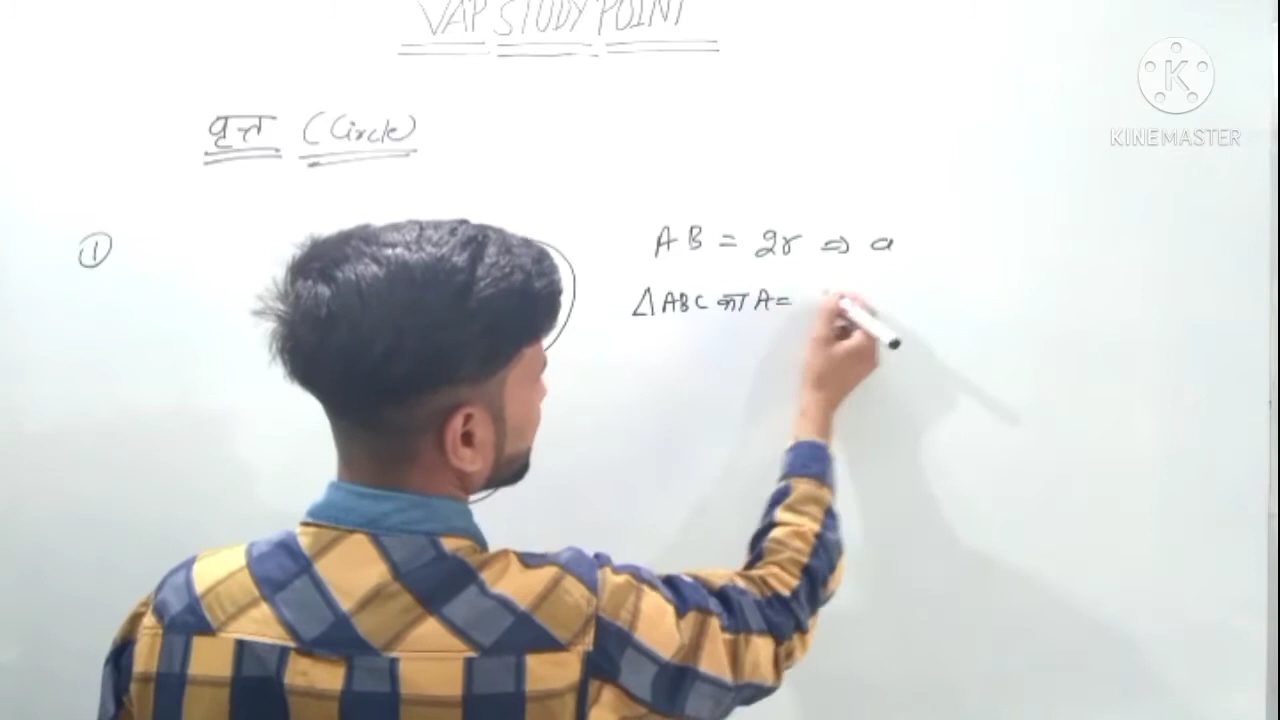 VAP STUDY POINT
KINEMASTER
वृत्त (Circle)
① AB = 2r ⇒ a
△ABC का A=